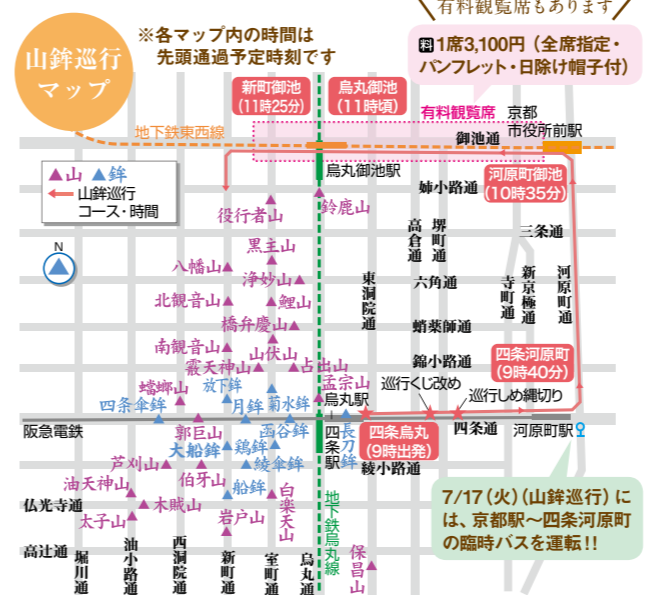 有料観覧席もあります
料1席3,100円（全席指定・
パンフレット・日除け帽子付）
山鉾巡行
マップ
※各マップ内の時間は
先頭通過予定時刻です
新町御池
（11時25分）
烏丸御池
（11時頃）
有料観覧席
京都
市役所前駅
地下鉄東西線
御池通
▲山 ▲鉾
山鉾巡行
コース・時間
N
烏丸御池駅
河原町御池
（10時35分）
姉小路通
鈴鹿山
役行者山
高倉通
堺町通
三条通
黒主山
八幡山
浄妙山
東洞院通
六角通
寺町通
新京極通
河原町通
北観音山
鯉山
橋弁慶山
蛸薬師通
南観音山
山伏山
錦小路通
四条河原町
（9時40分）
霰天神山
占出山
孟宗山
巡行くじ改め
巡行しめ縄切り
蟷螂山
放下鉾
烏丸駅
四条傘鉾
月鉾
菊水鉾
阪急電鉄
郭巨山
函谷鉾
四条駅
長刀鉾
四条烏丸
（9時出発）
四条通
河原町駅
大船鉾
鶏鉾
綾小路通
芦刈山
伯牙山
綾傘鉾
油天神山
木賊山
船鉾
白楽天山
仏光寺通
太子山
岩戸山
地下鉄烏丸線
保昌山
7/17（火）（山鉾巡行）に
は、京都駅〜四条河原町
の臨時バスを運転!!
高辻通
堀川通
油小路通
西洞院通
新町通
室町通
烏丸通